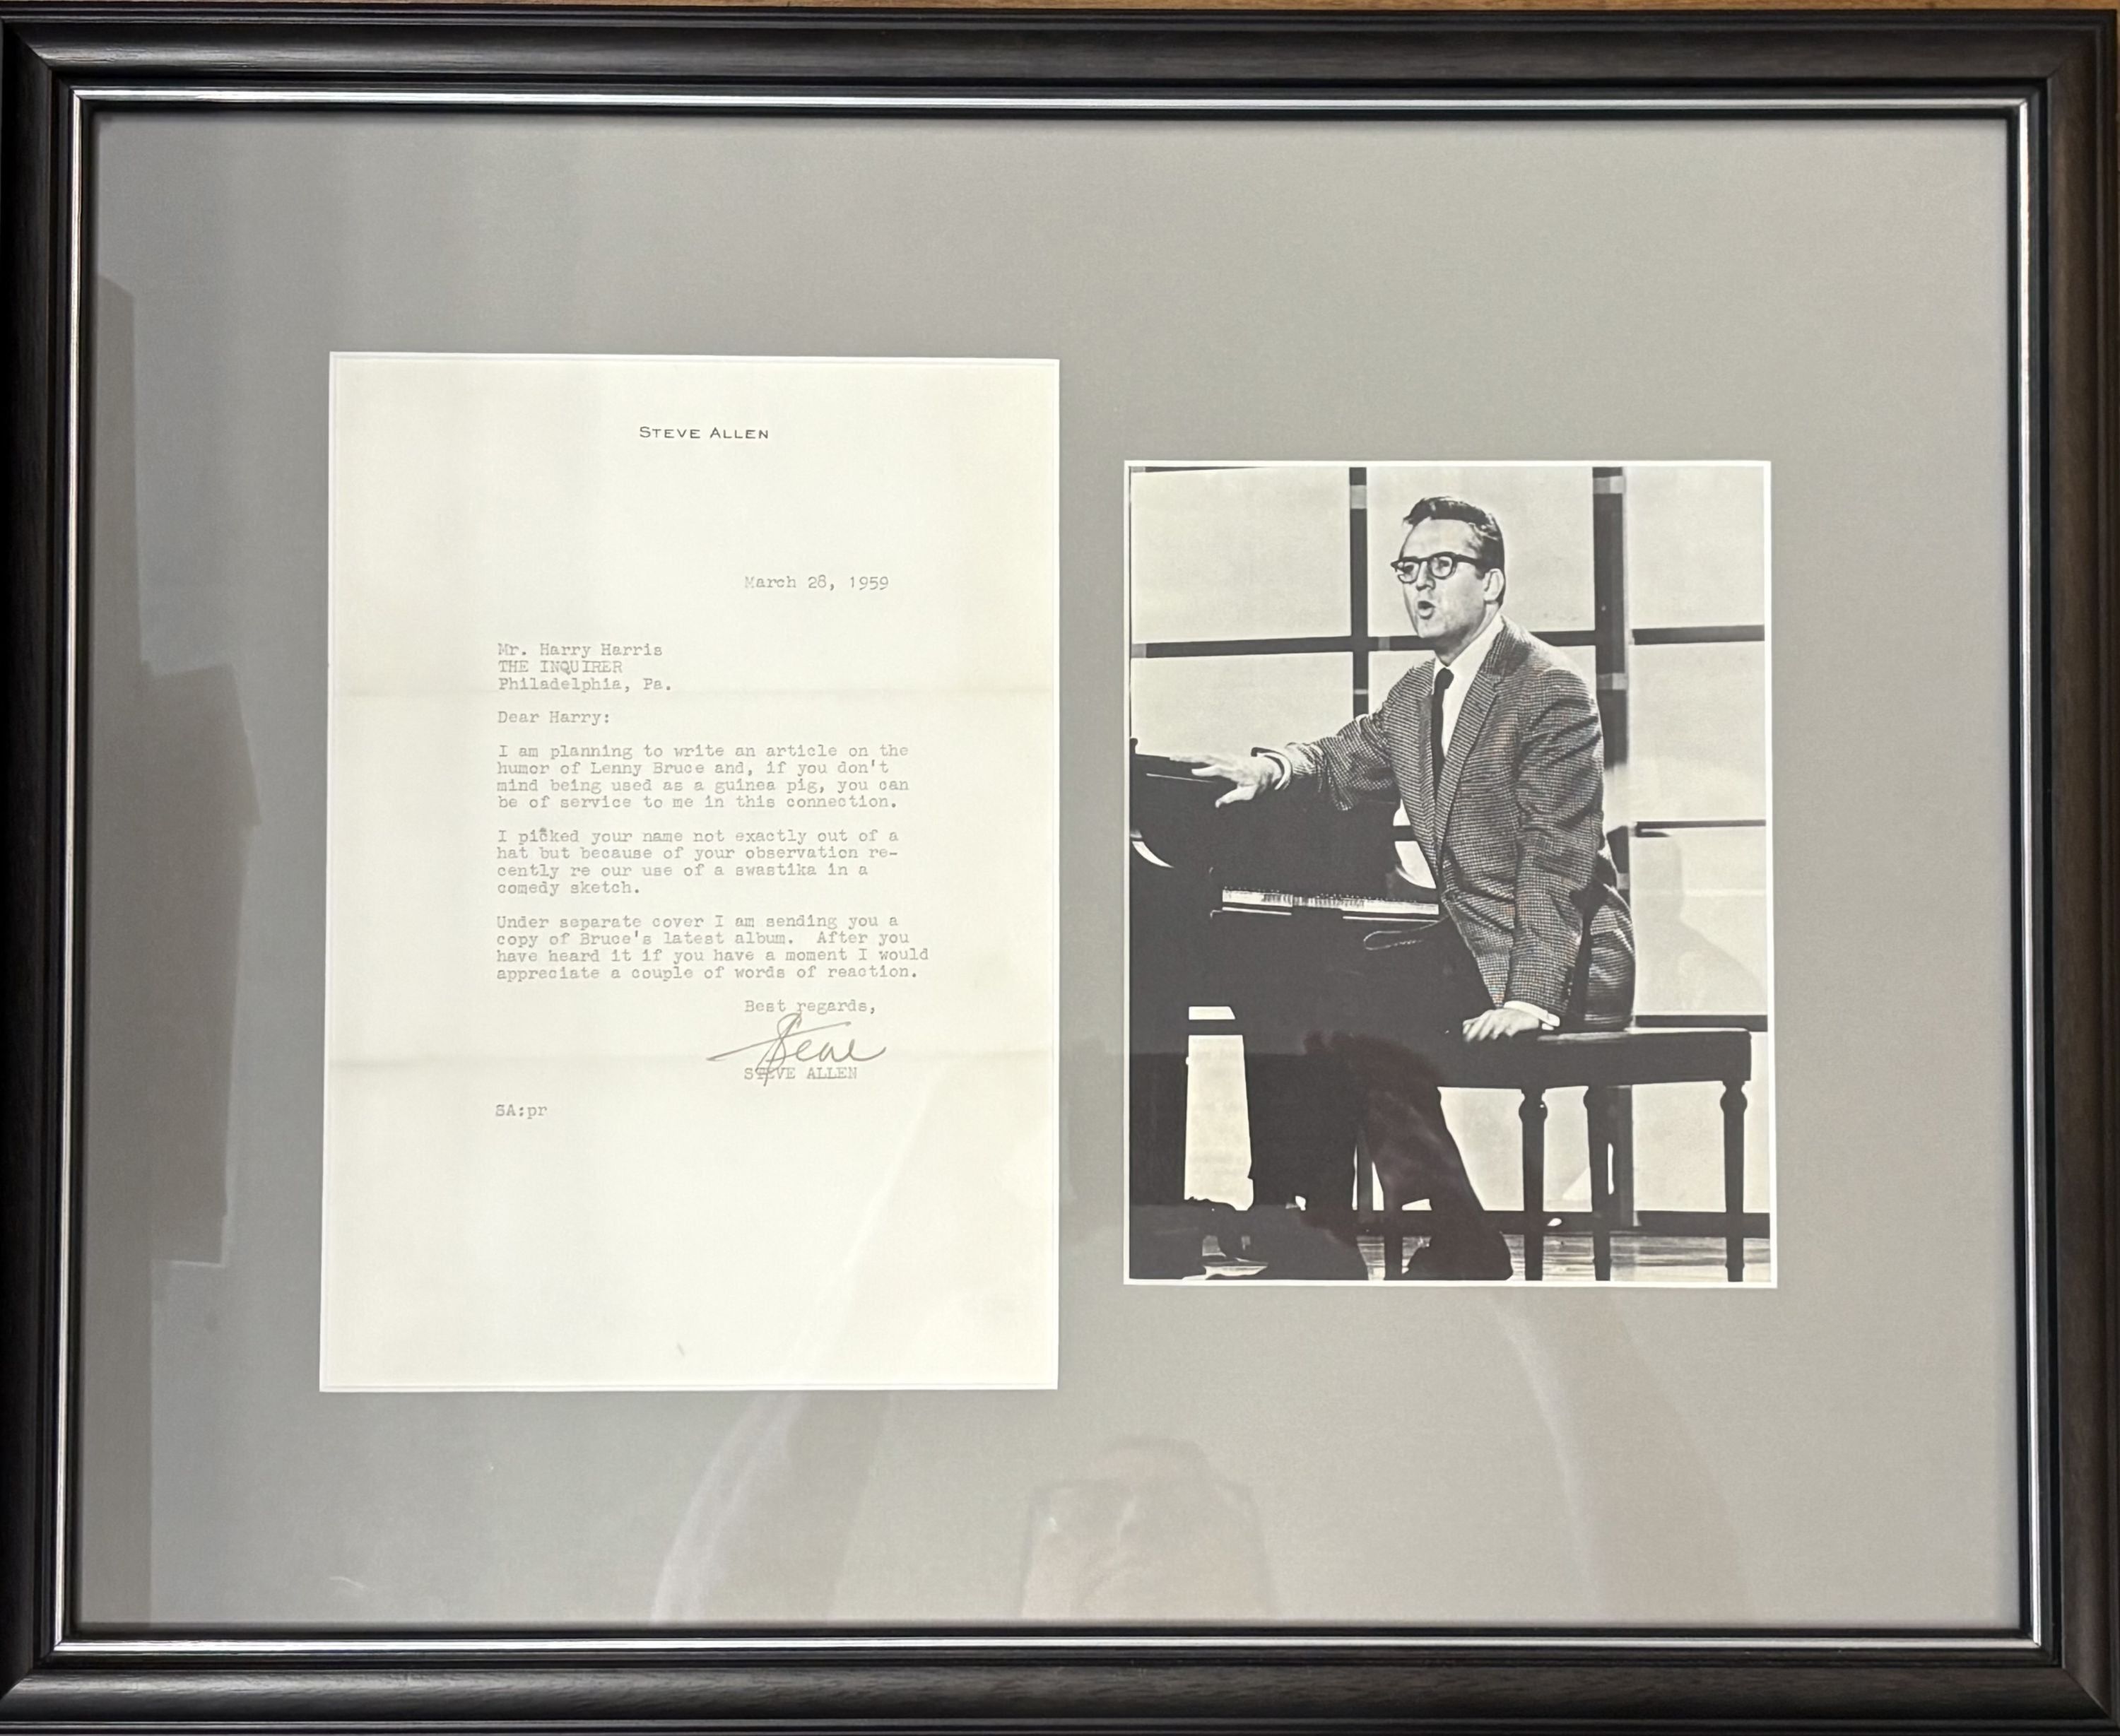 STEVE ALLEN
March 28, 1959
Mr. Harry Harris
THE INQUIRER
Philadelphia, Pa.
Dear Harry:
I am planning to write an article on the
humor of Lenny Bruce and, if you don't
mind being used as a guinea pig, you can
be of service to me in this connection.
I picked your name not exactly out of a
hat but because of your observation re-
cently re our use of a swastika in a
comedy sketch.
Under separate cover I am sending you a
copy of Bruce's latest album.  After you
have heard it if you have a moment I would
appreciate a couple of words of reaction.
Best regards,
Steve
STEVE ALLEN
SA:pr